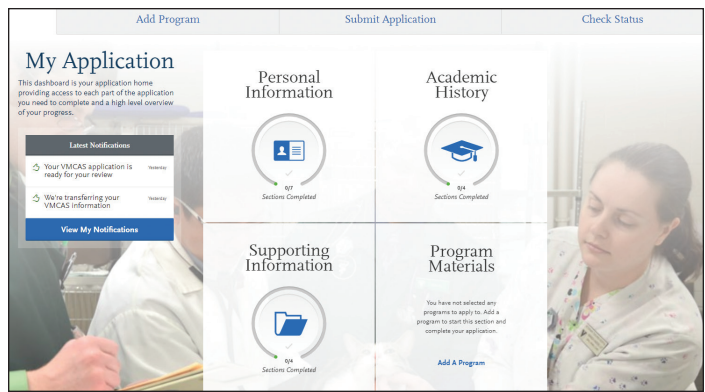 Add Program
Submit Application
Check Status
My Application
This dashboard is your application home
providing access to each part of the application
you need to complete and a high level overview
of your progress.
Latest Notifications
Your VMCAS application is
ready for your review
Yesterday
We're transferring your
VMCAS information
Yesterday
View My Notifications
Personal
Information
0/7
Sections Completed
Academic
History
0/4
Sections Completed
Supporting
Information
0/4
Sections Completed
Program
Materials
You have not selected any
programs to apply to. Add a
program to start this section and
complete your application.
Add A Program